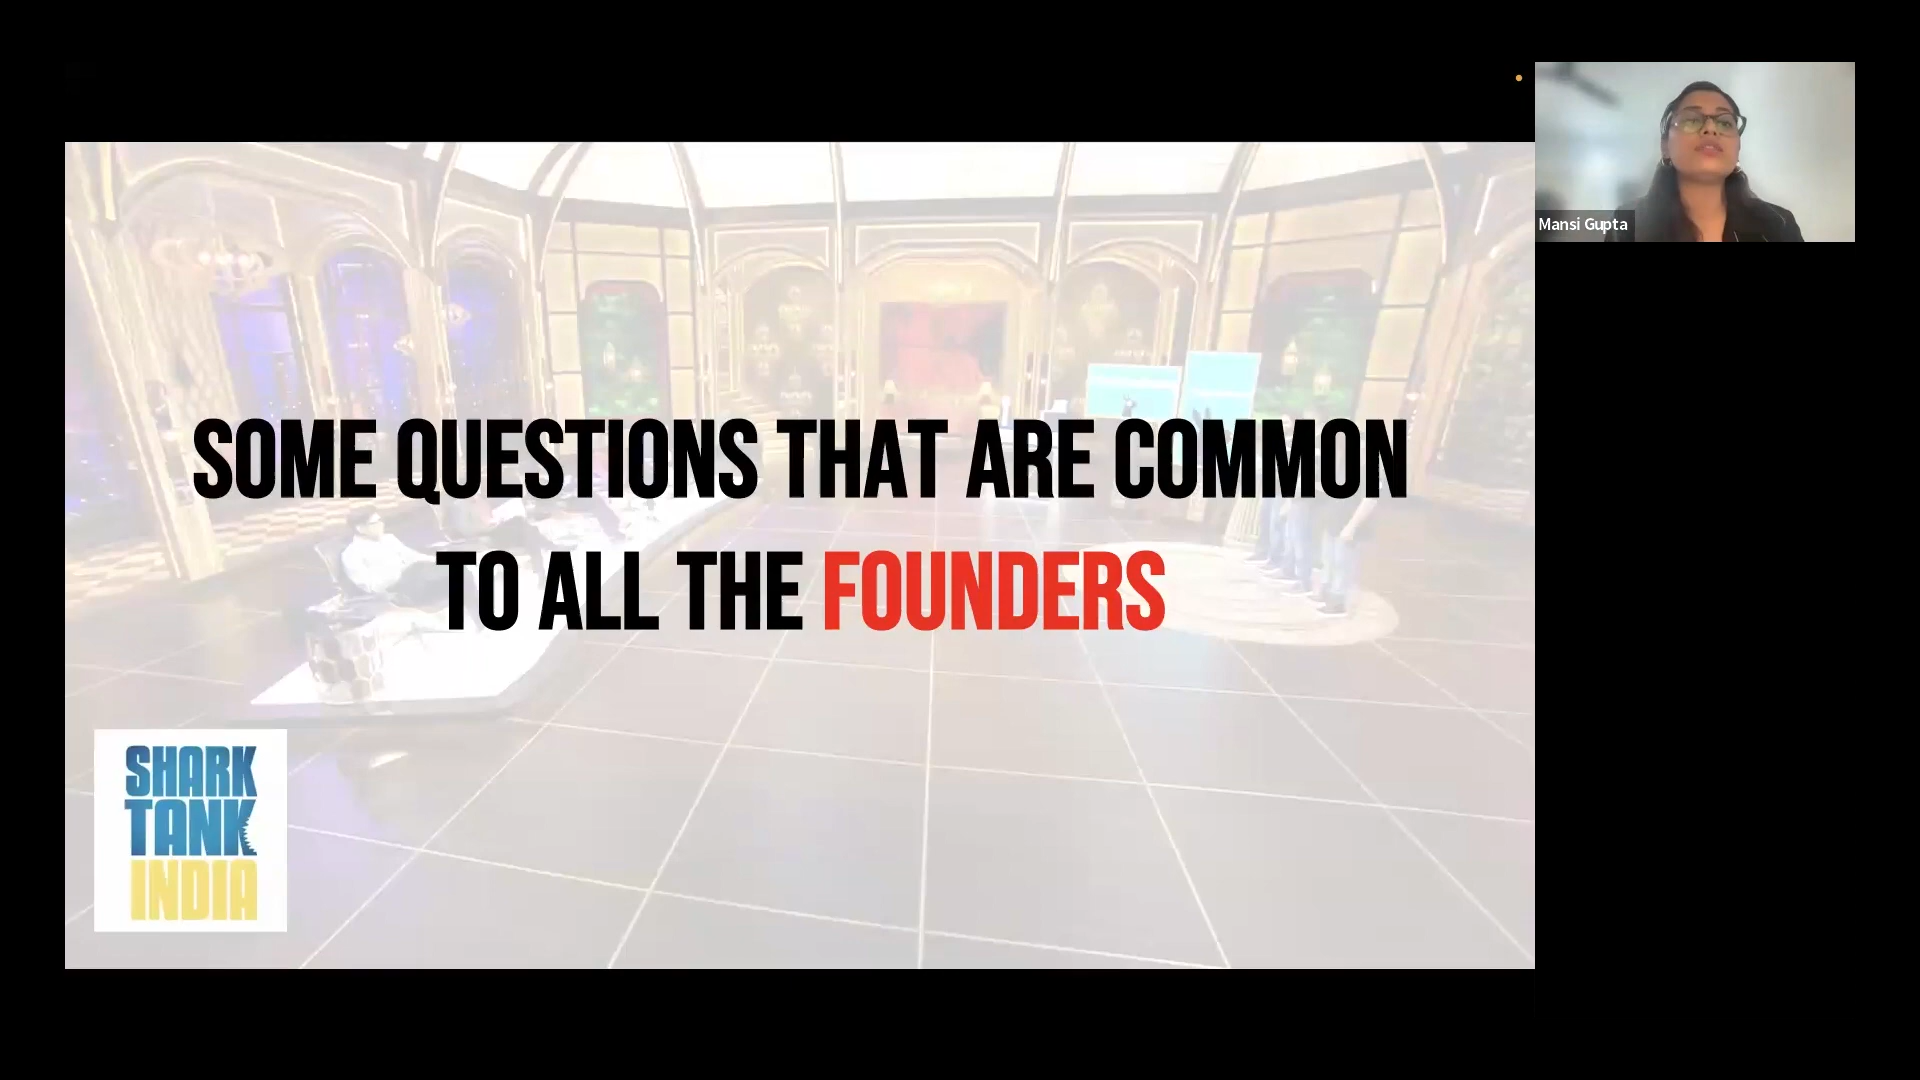 Mansi Gupta
SOME QUESTIONS THAT ARE COMMON
TO ALL THE FOUNDERS
SHARK
TANK
INDIA